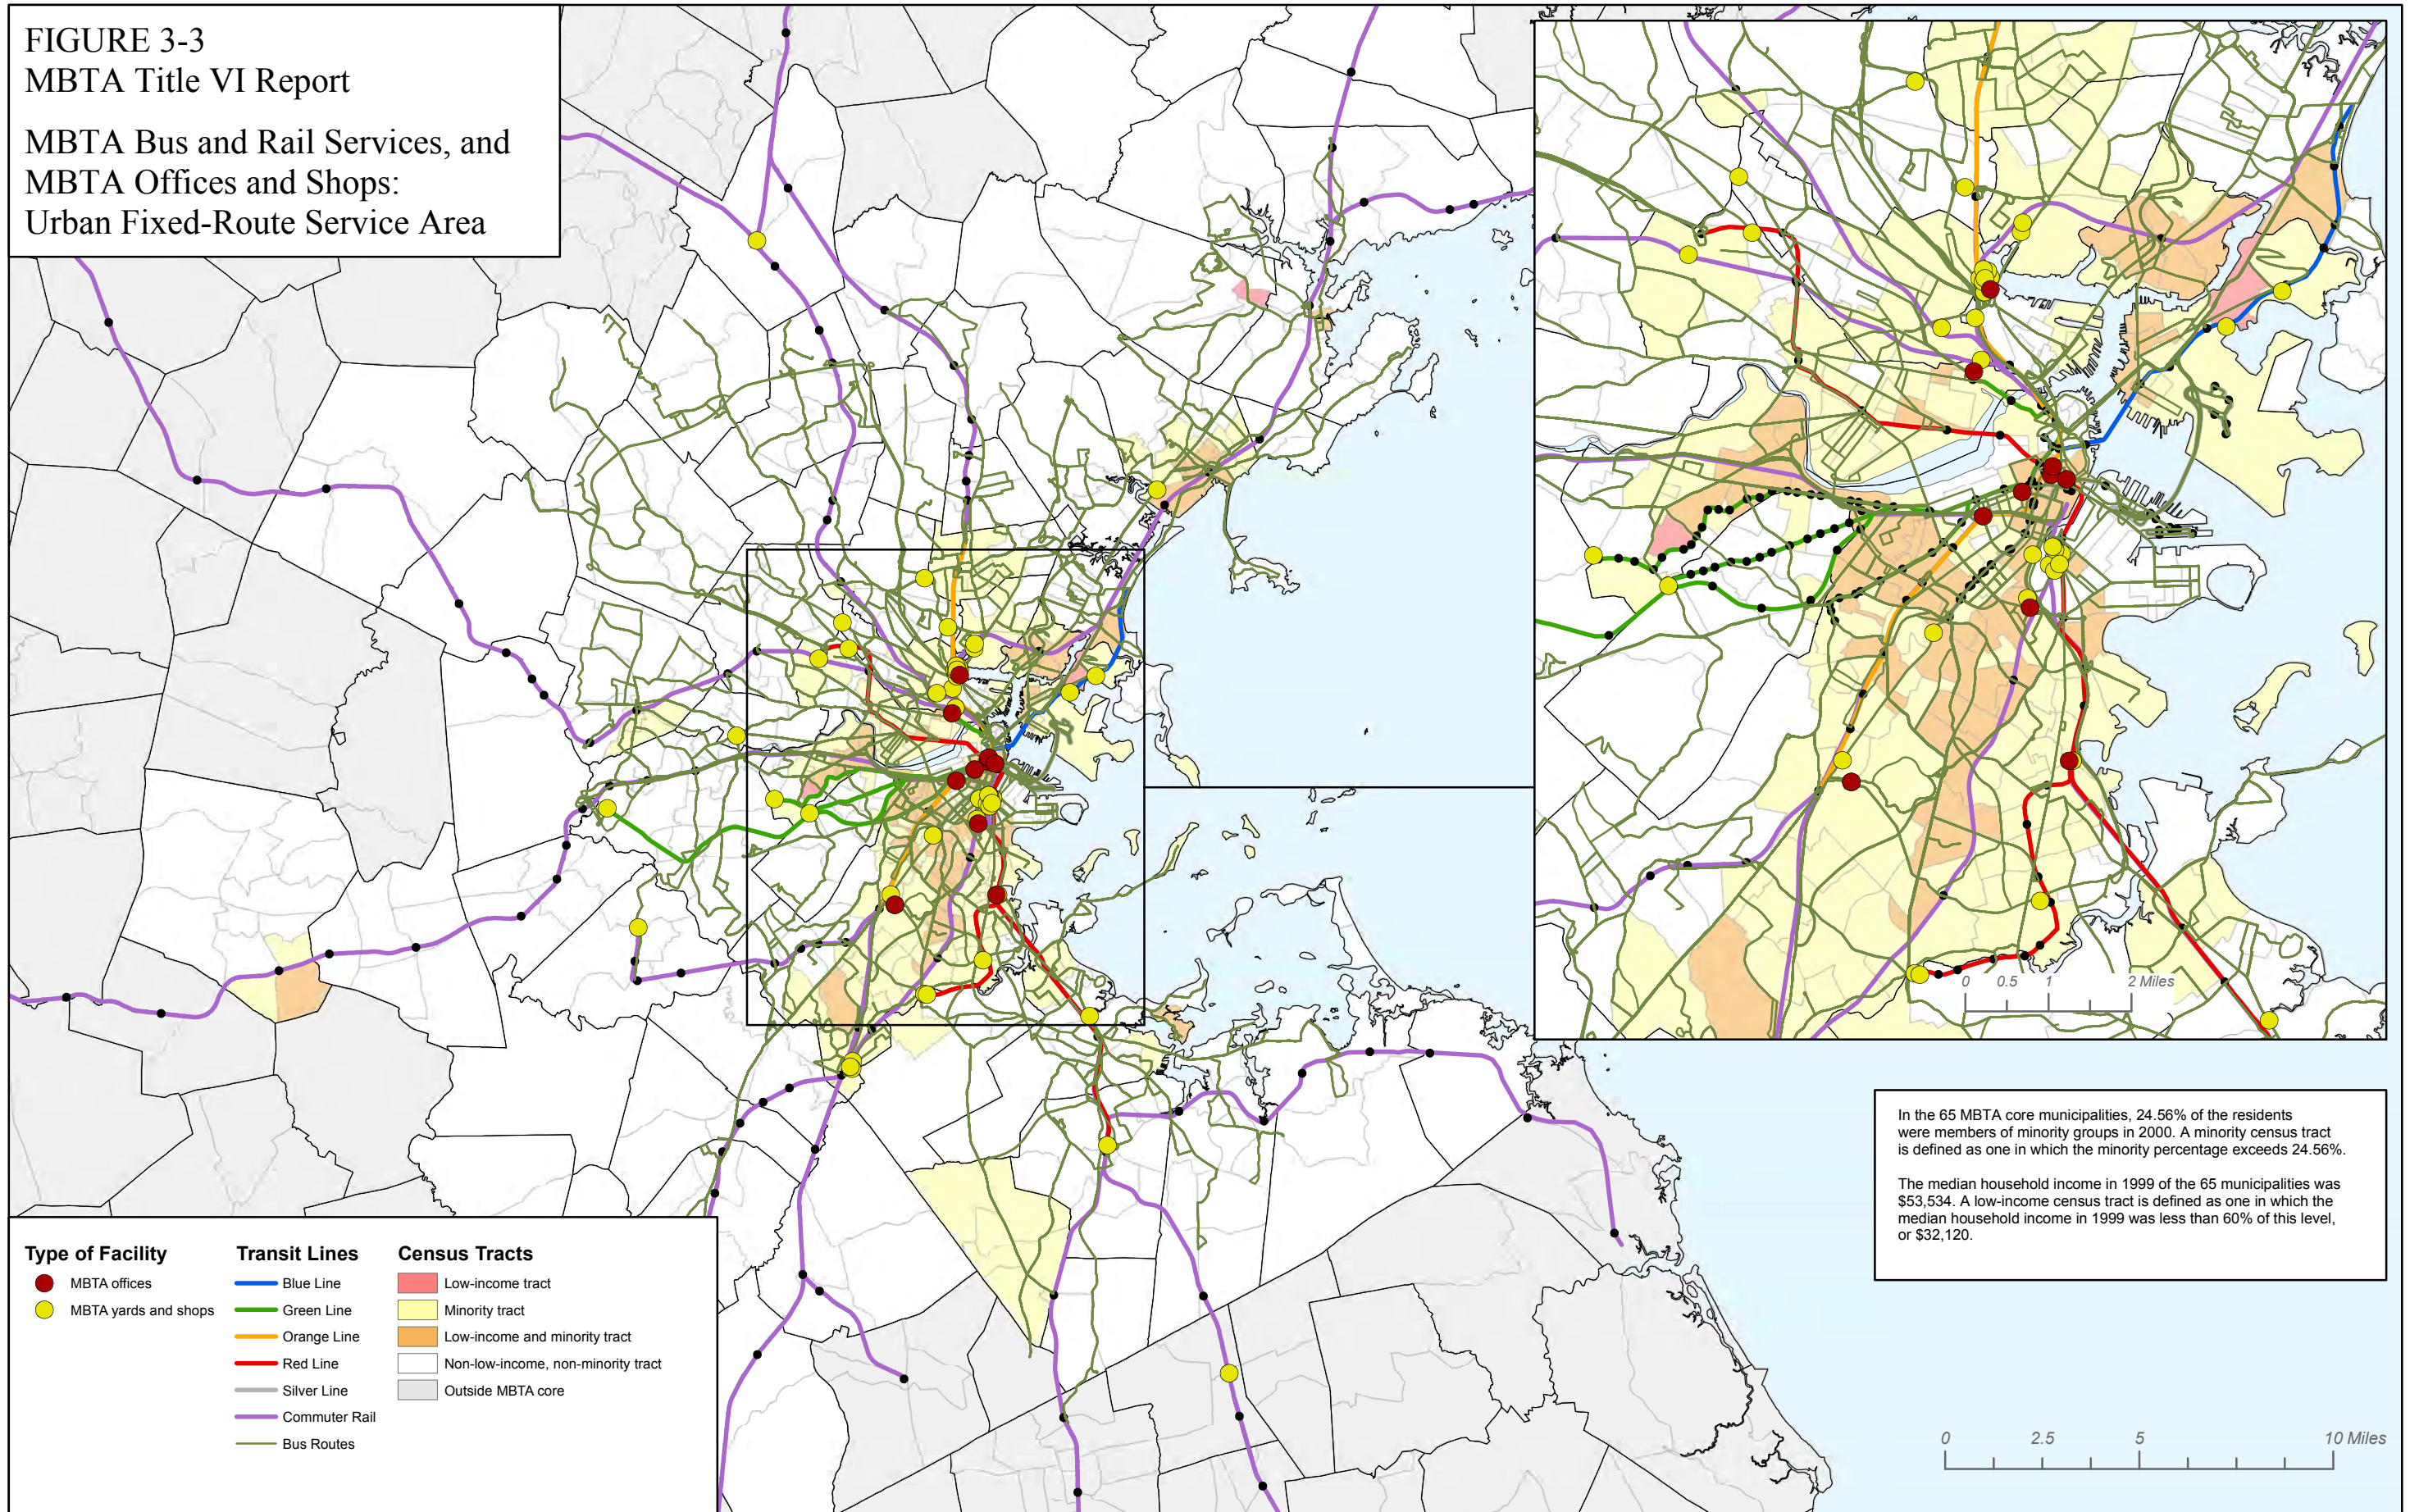 FIGURE 3-3
MBTA Title VI Report
MBTA Bus and Rail Services, and
MBTA Offices and Shops:
Urban Fixed-Route Service Area
0 0.5 1 2 Miles
In the 65 MBTA core municipalities, 24.56% of the residents
were members of minority groups in 2000. A minority census tract
is defined as one in which the minority percentage exceeds 24.56%.
The median household income in 1999 of the 65 municipalities was
$53,534. A low-income census tract is defined as one in which the
median household income in 1999 was less than 60% of this level,
or $32,120.
Type of Facility
MBTA offices
MBTA yards and shops
Transit Lines
Blue Line
Green Line
Orange Line
Red Line
Silver Line
Commuter Rail
Bus Routes
Census Tracts
Low-income tract
Minority tract
Low-income and minority tract
Non-low-income, non-minority tract
Outside MBTA core
0 2.5 5 10 Miles